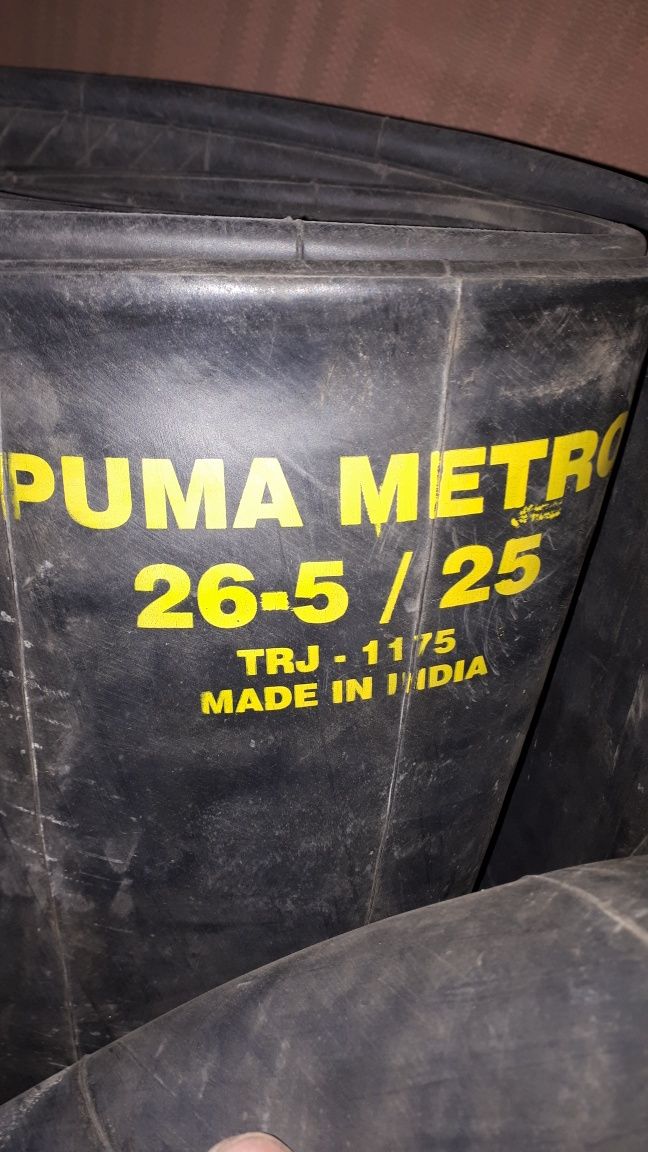 PUMA METRO
26-5 / 25
TRJ - 1175
MADE IN INDIA